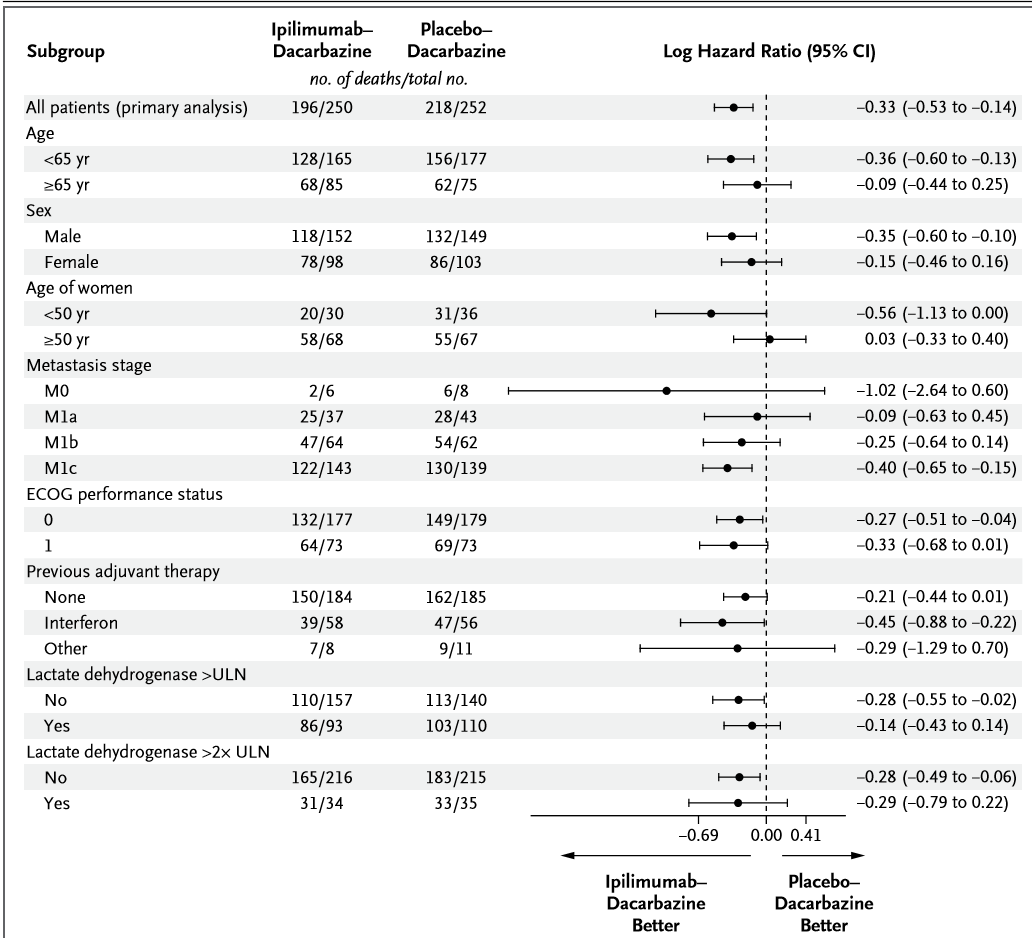 Subgroup Ipilimumab–Dacarbazine Placebo–Dacarbazine Log Hazard Ratio (95% CI)
no. of deaths/total no.
All patients (primary analysis) 196/250 218/252 –0.33 (–0.53 to –0.14)
Age
<65 yr 128/165 156/177 –0.36 (–0.60 to –0.13)
≥65 yr 68/85 62/75 –0.09 (–0.44 to 0.25)
Sex
Male 118/152 132/149 –0.35 (–0.60 to –0.10)
Female 78/98 86/103 –0.15 (–0.46 to 0.16)
Age of women
<50 yr 20/30 31/36 –0.56 (–1.13 to 0.00)
≥50 yr 58/68 55/67 0.03 (–0.33 to 0.40)
Metastasis stage
M0 2/6 6/8 –1.02 (–2.64 to 0.60)
M1a 25/37 28/43 –0.09 (–0.63 to 0.45)
M1b 47/64 54/62 –0.25 (–0.64 to 0.14)
M1c 122/143 130/139 –0.40 (–0.65 to –0.15)
ECOG performance status
0 132/177 149/179 –0.27 (–0.51 to –0.04)
1 64/73 69/73 –0.33 (–0.68 to 0.01)
Previous adjuvant therapy
None 150/184 162/185 –0.21 (–0.44 to 0.01)
Interferon 39/58 47/56 –0.45 (–0.88 to –0.22)
Other 7/8 9/11 –0.29 (–1.29 to 0.70)
Lactate dehydrogenase >ULN
No 110/157 113/140 –0.28 (–0.55 to –0.02)
Yes 86/93 103/110 –0.14 (–0.43 to 0.14)
Lactate dehydrogenase >2× ULN
No 165/216 183/215 –0.28 (–0.49 to –0.06)
Yes 31/34 33/35 –0.29 (–0.79 to 0.22)
–0.69 0.00 0.41
Ipilimumab– Placebo–
Dacarbazine Dacarbazine
Better Better